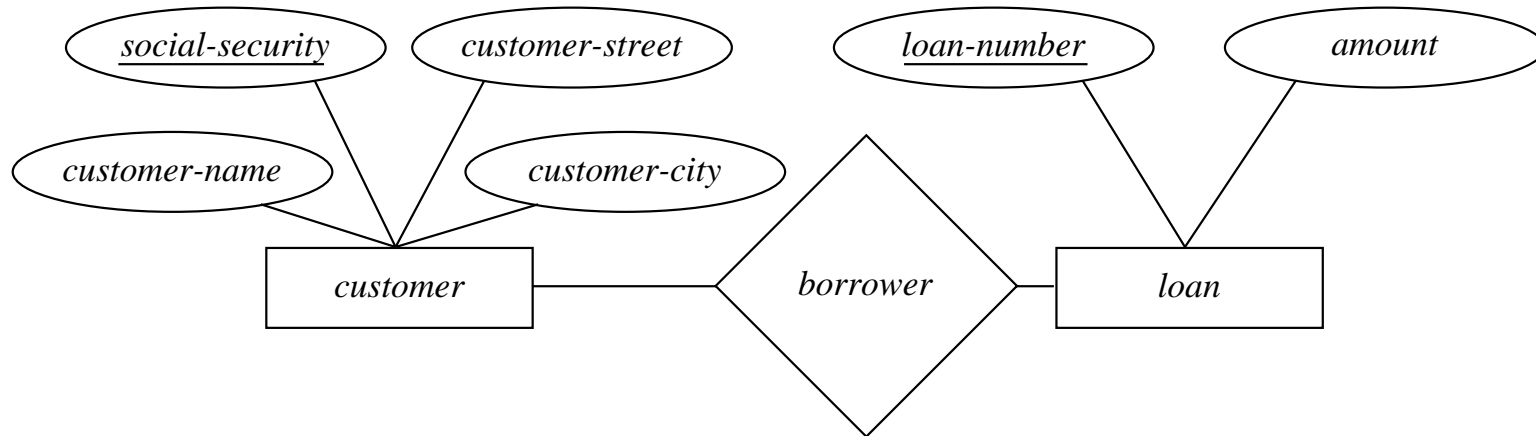 social-security
customer-street
loan-number
amount
customer-name
customer-city
customer
borrower
loan